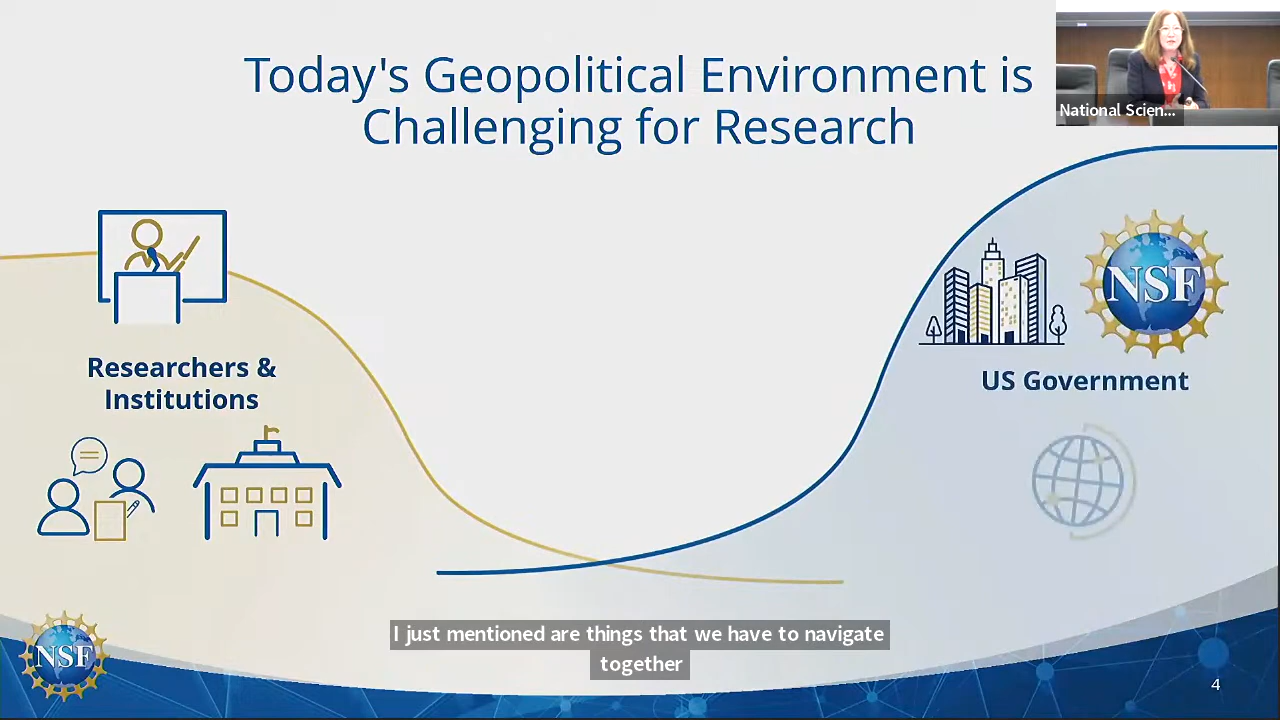 Today's Geopolitical Environment is
Challenging for Research
National Scien...
NSF
Researchers &
Institutions
US Government
I just mentioned are things that we have to navigate
together
NSF
4